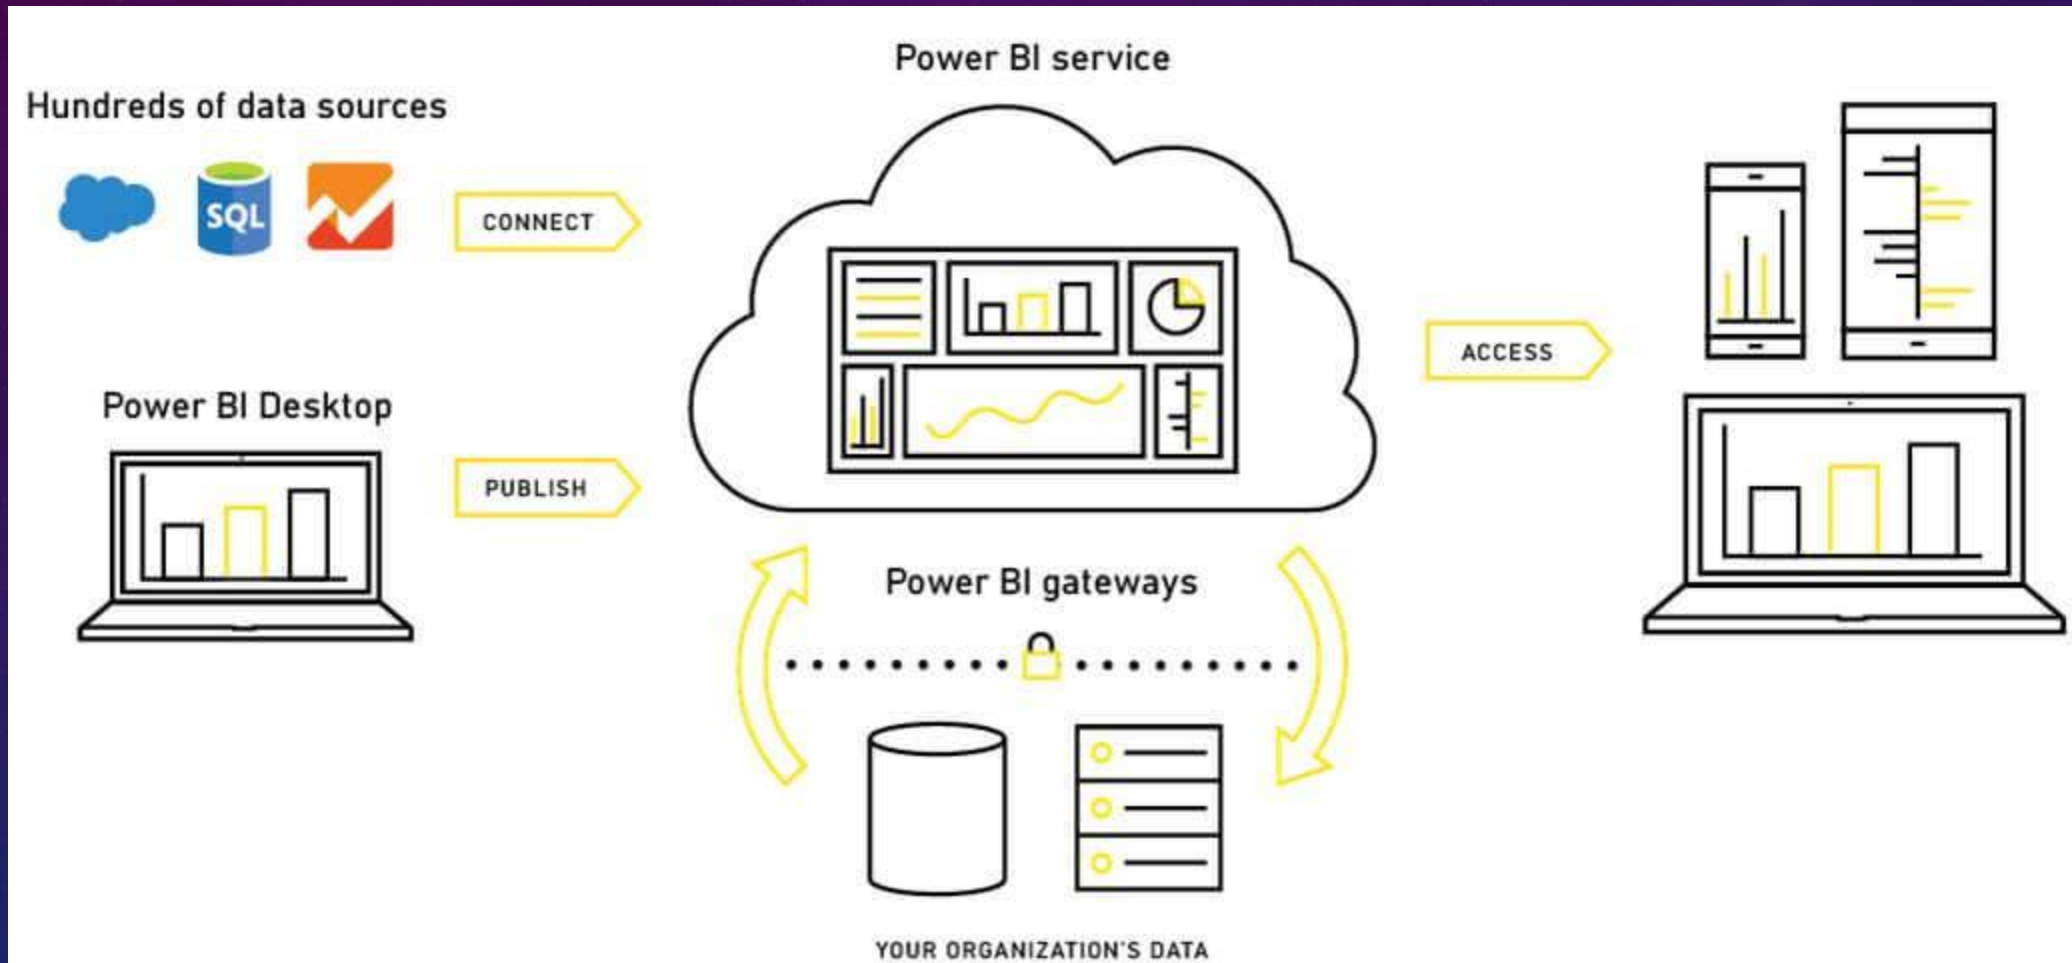 Power BI service
Hundreds of data sources
SQL
CONNECT
ACCESS
Power BI Desktop
PUBLISH
Power BI gateways
YOUR ORGANIZATION'S DATA